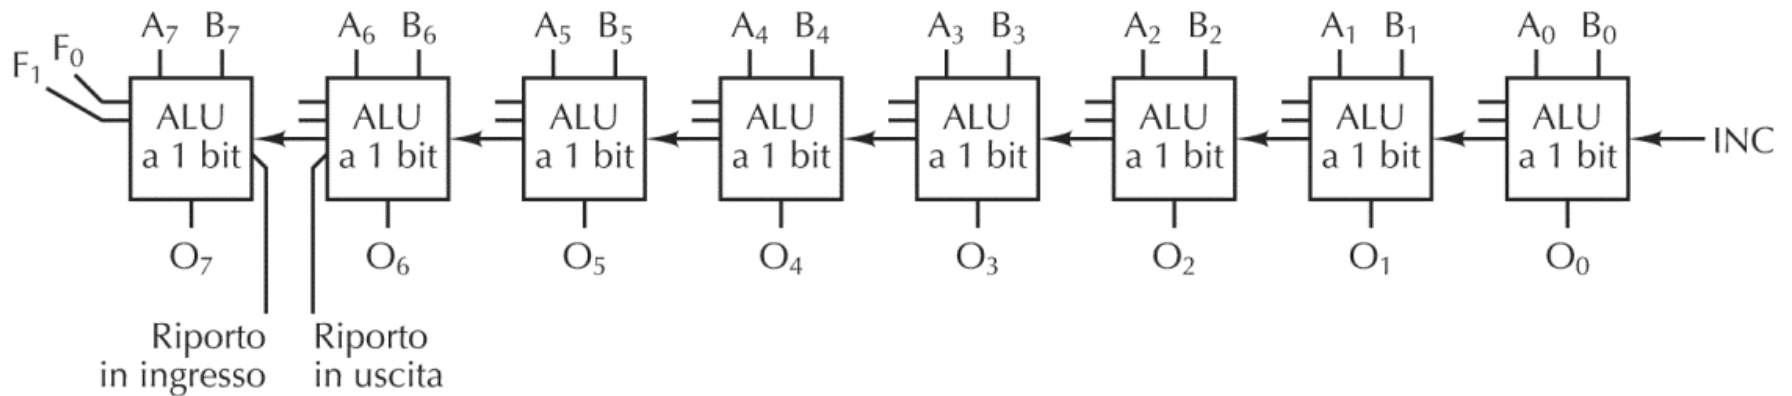 F₁ F₀ A₇ B₇ A₆ B₆ A₅ B₅ A₄ B₄ A₃ B₃ A₂ B₂ A₁ B₁ A₀ B₀
ALU ALU ALU ALU ALU ALU ALU ALU
a 1 bit a 1 bit a 1 bit a 1 bit a 1 bit a 1 bit a 1 bit a 1 bit INC
O₇ O₆ O₅ O₄ O₃ O₂ O₁ O₀
Riporto Riporto
in ingresso in uscita